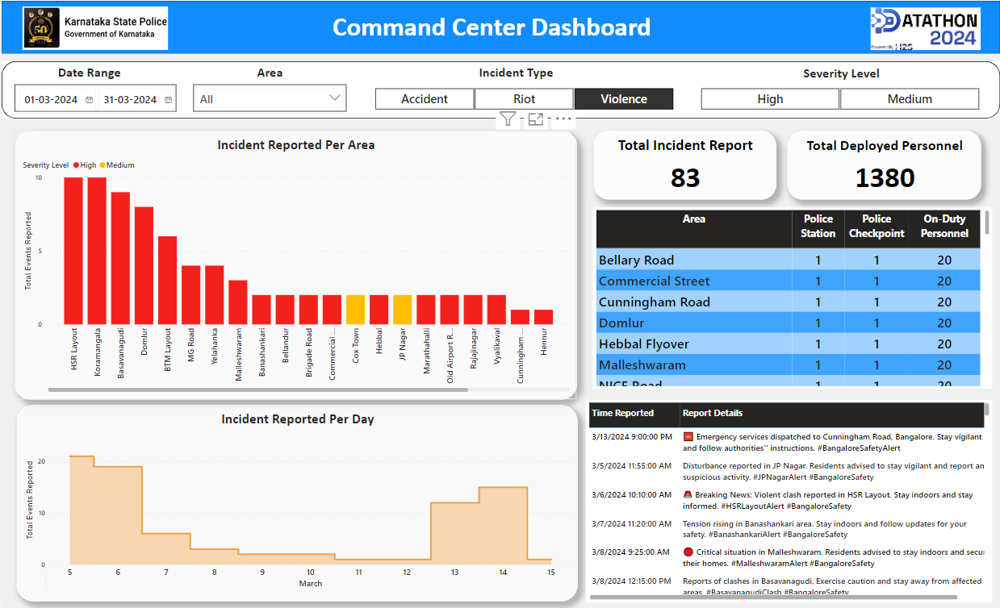 Karnataka State Police
Government of Karnataka
50
Command Center Dashboard
DATATHON
2024
Powered By H2S
Date Range
01-03-2024 31-03-2024
Area
All
Incident Type
Accident Riot Violence
Severity Level
High Medium
Incident Reported Per Area
Severity Level High Medium
Total Events Reported
10
5
0
HSR Layout
Koramangala
Basavanagudi
Domlur
BTM Layout
MG Road
Yelahanka
Malleshwaram
Banashankari
Bellandur
Brigade Road
Commercial ...
Cox Town
Hebbal
JP Nagar
Marathahalli
Old Airport R...
Rajajinagar
Vyalikaval
Cunningham ...
Hennur
Total Incident Report
83
Total Deployed Personnel
1380
Area Police Station Police Checkpoint On-Duty Personnel
Bellary Road 1 1 20
Commercial Street 1 1 20
Cunningham Road 1 1 20
Domlur 1 1 20
Hebbal Flyover 1 1 20
Malleshwaram 1 1 20
NICE Road 1 1 20
Incident Reported Per Day
Total Events Reported
20
10
0
5 6 7 8 9 10 11 12 13 14 15
March
Time Reported Report Details
3/13/2024 9:00:00 PM Emergency services dispatched to Cunningham Road, Bangalore. Stay vigilant
and follow authorities'' instructions. #BangaloreSafetyAlert
3/5/2024 11:55:00 AM Disturbance reported in JP Nagar. Residents advised to stay vigilant and report an
suspicious activity. #JPNagarAlert #BangaloreSafety
3/6/2024 10:10:00 AM Breaking News: Violent clash reported in HSR Layout. Stay indoors and stay
informed. #HSRLayoutAlert #BangaloreSafety
3/7/2024 11:20:00 AM Tension rising in Banashankari area. Stay indoors and follow updates for your
safety. #BanashankariAlert #BangaloreSafety
3/8/2024 9:25:00 AM Critical situation in Malleshwaram. Residents advised to stay indoors and secu
their homes. #MalleshwaramAlert #BangaloreSafety
3/8/2024 12:15:00 PM Reports of clashes in Basavanagudi. Exercise caution and stay away from affected
areas. #BasavanagudiClash #BangaloreSafety